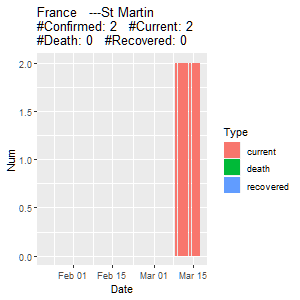 France   ---St Martin
#Confirmed: 2   #Current: 2
#Death: 0   #Recovered: 0
2.0
1.5
1.0
0.5
0.0
Num
Feb 01
Feb 15
Mar 01
Mar 15
Date
Type
current
death
recovered